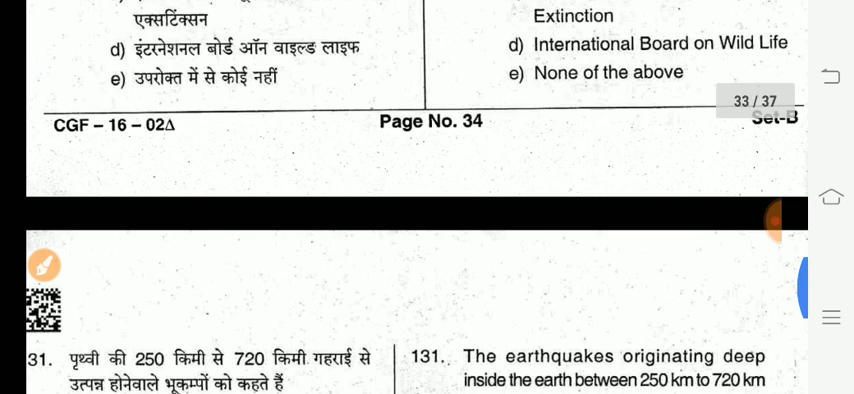 एक्सटिंक्सन
d) इंटरनेशनल बोर्ड ऑन वाइल्ड लाइफ
e) उपरोक्त में से कोई नहीं
Extinction
d) International Board on Wild Life
e) None of the above
33 / 37
CGF – 16 – 02∆ Page No. 34 Set-B
31. पृथ्वी की 250 किमी से 720 किमी गहराई से
उत्पन्न होनेवाले भूकम्पों को कहते हैं
131. The earthquakes originating deep
inside the earth between 250 km to 720 km